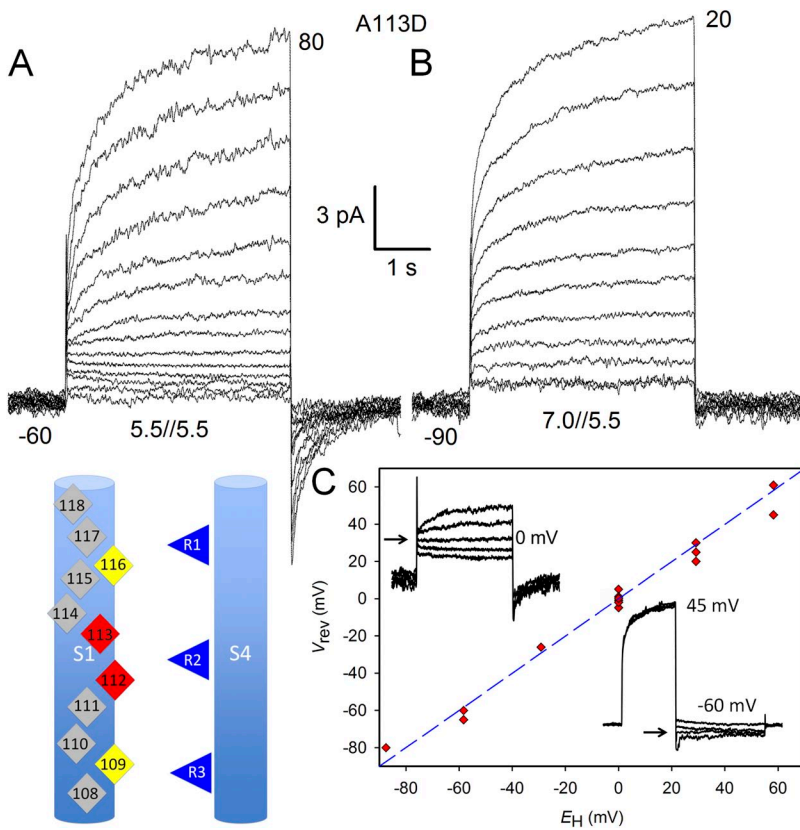 A113D
A
80
B
20
3 pA
1 s
-60
5.5//5.5
-90
7.0//5.5
118
117
116
115
114
113
S1
112
111
110
109
108
R1
R2
S4
R3
C
60
40
20
0
-20
-40
-60
-80
Vrev (mV)
0 mV
45 mV
-60 mV
-80 -60 -40 -20 0 20 40 60
EH (mV)